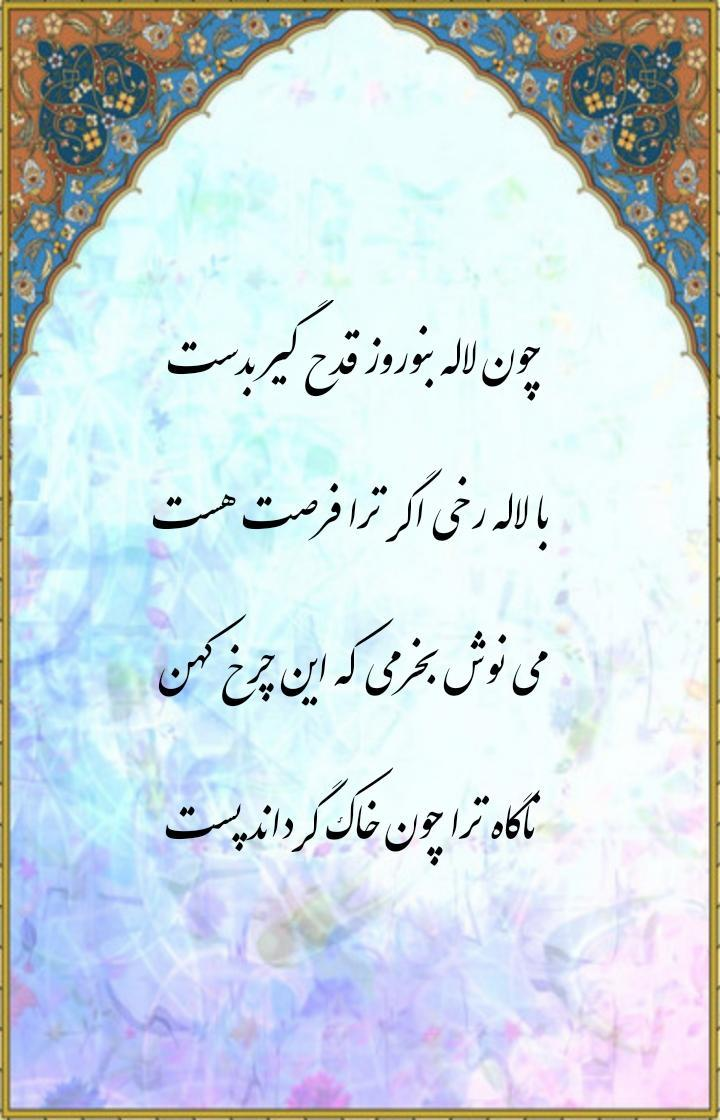 چون لاله بنوروز قدح گیر بدست
با لاله رخی اگر ترا فرصت هست
می نوش بخرمی که این چرخ کهن
ناگاه ترا چون خاک گرداند پست